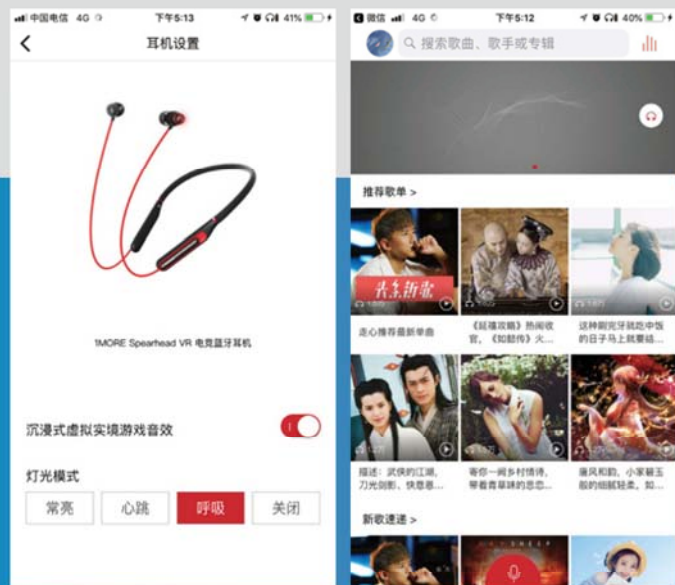 中国电信 4G 下午5:13 41%
耳机设置
1MORE Spearhead VR 电竞蓝牙耳机
沉浸式虚拟实境游戏音效
灯光模式
常亮 心跳 呼吸 关闭
微信 4G 下午5:12 40%
搜索歌曲、歌手或专辑
推荐歌单 >
走心推荐最新单曲
《延禧攻略》热闹收
官，《如懿传》火...
这种刚完牙就吃中饭
的日子马上就要结...
描述：武侠的江湖，
刀光剑影、快意恩...
寄你一阙乡村情诗，
带着青草味的思恋...
唐风和韵，小家碧玉
般的细腻轻柔，如...
新歌速递 >